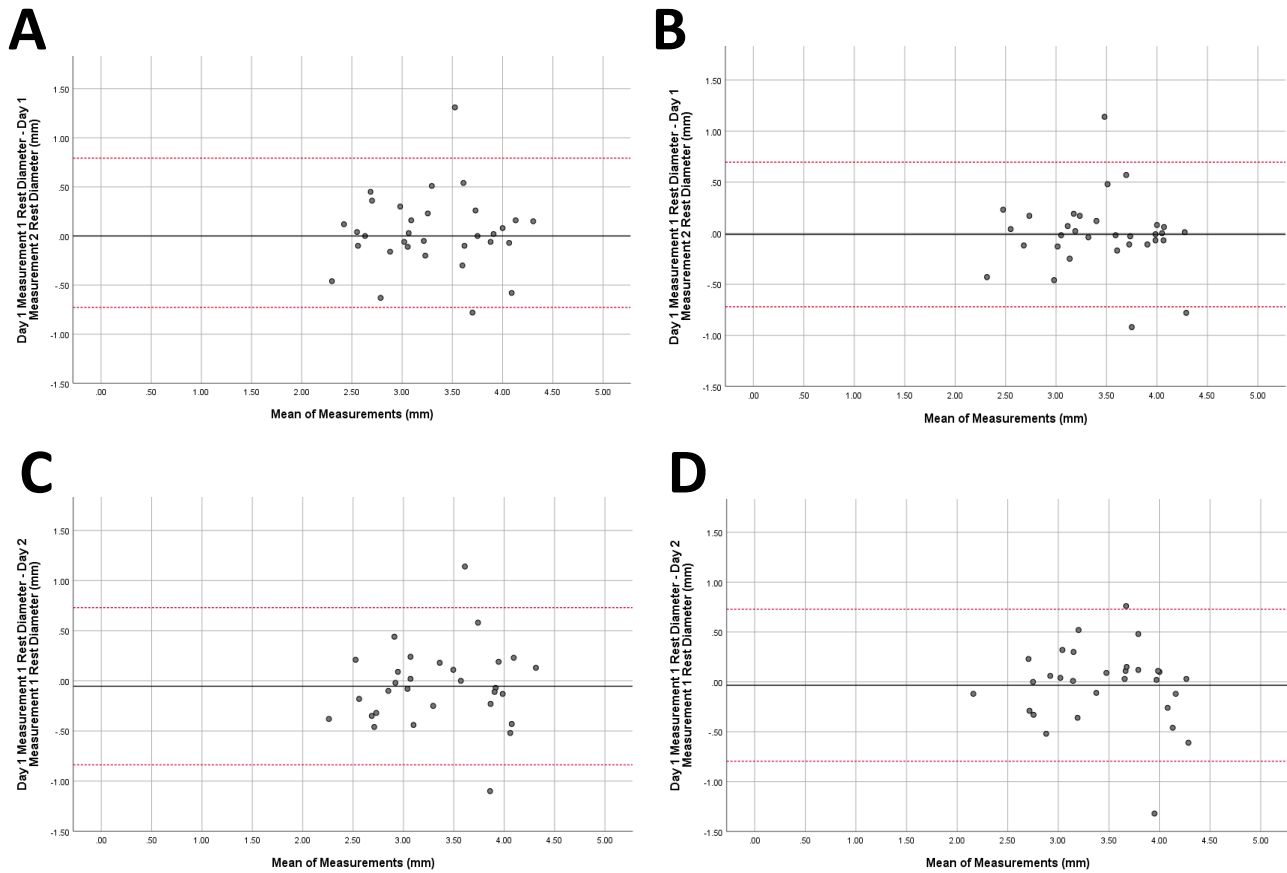 A
B
Day 1 Measurement 1 Rest Diameter - Day 1
Measurement 2 Rest Diameter (mm)
1.50
1.00
.50
.00
-.50
-1.00
-1.50
.00 .50 1.00 1.50 2.00 2.50 3.00 3.50 4.00 4.50 5.00
Mean of Measurements (mm)
Day 1 Measurement 1 Rest Diameter - Day 1
Measurement 2 Rest Diameter (mm)
1.50
1.00
.50
.00
-.50
-1.00
-1.50
.00 .50 1.00 1.50 2.00 2.50 3.00 3.50 4.00 4.50 5.00
Mean of Measurements (mm)
C
D
Day 1 Measurement 1 Rest Diameter - Day 2
Measurement 1 Rest Diameter (mm)
1.50
1.00
.50
.00
-.50
-1.00
-1.50
.00 .50 1.00 1.50 2.00 2.50 3.00 3.50 4.00 4.50 5.00
Mean of Measurements (mm)
Day 1 Measurement 1 Rest Diameter - Day 2
Measurement 1 Rest Diameter (mm)
1.50
1.00
.50
.00
-.50
-1.00
-1.50
.00 .50 1.00 1.50 2.00 2.50 3.00 3.50 4.00 4.50 5.00
Mean of Measurements (mm)